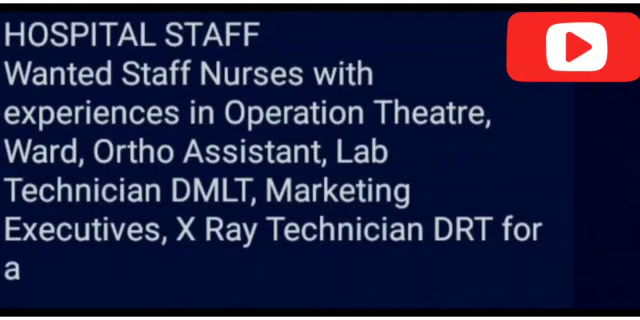 HOSPITAL STAFF
Wanted Staff Nurses with
experiences in Operation Theatre,
Ward, Ortho Assistant, Lab
Technician DMLT, Marketing
Executives, X Ray Technician DRT for
a